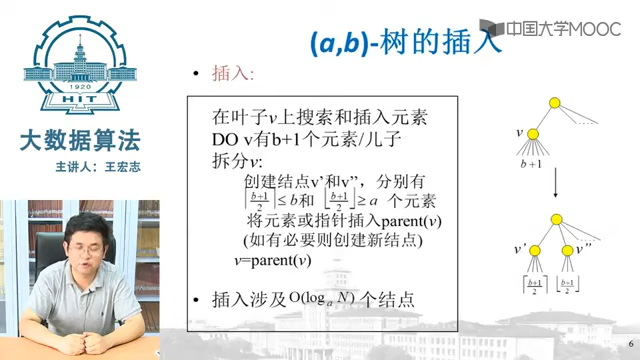 (a,b)-树的插入
中国大学MOOC
1920
HIT
大数据算法
主讲人：王宏志
• 插入:
在叶子v上搜索和插入元素
DO v有b+1个元素/儿子
拆分v:
创建结点v’和v”，分别有
⌈b+1/2⌉≤b和⌊b+1/2⌋≥a 个元素
将元素或指针插入parent(v)
(如有必要则创建新结点)
v=parent(v)
• 插入涉及O(log_a N)个结点
v
b+1
v’
v”
⌈b+1/2⌉ ⌊b+1/2⌋
6